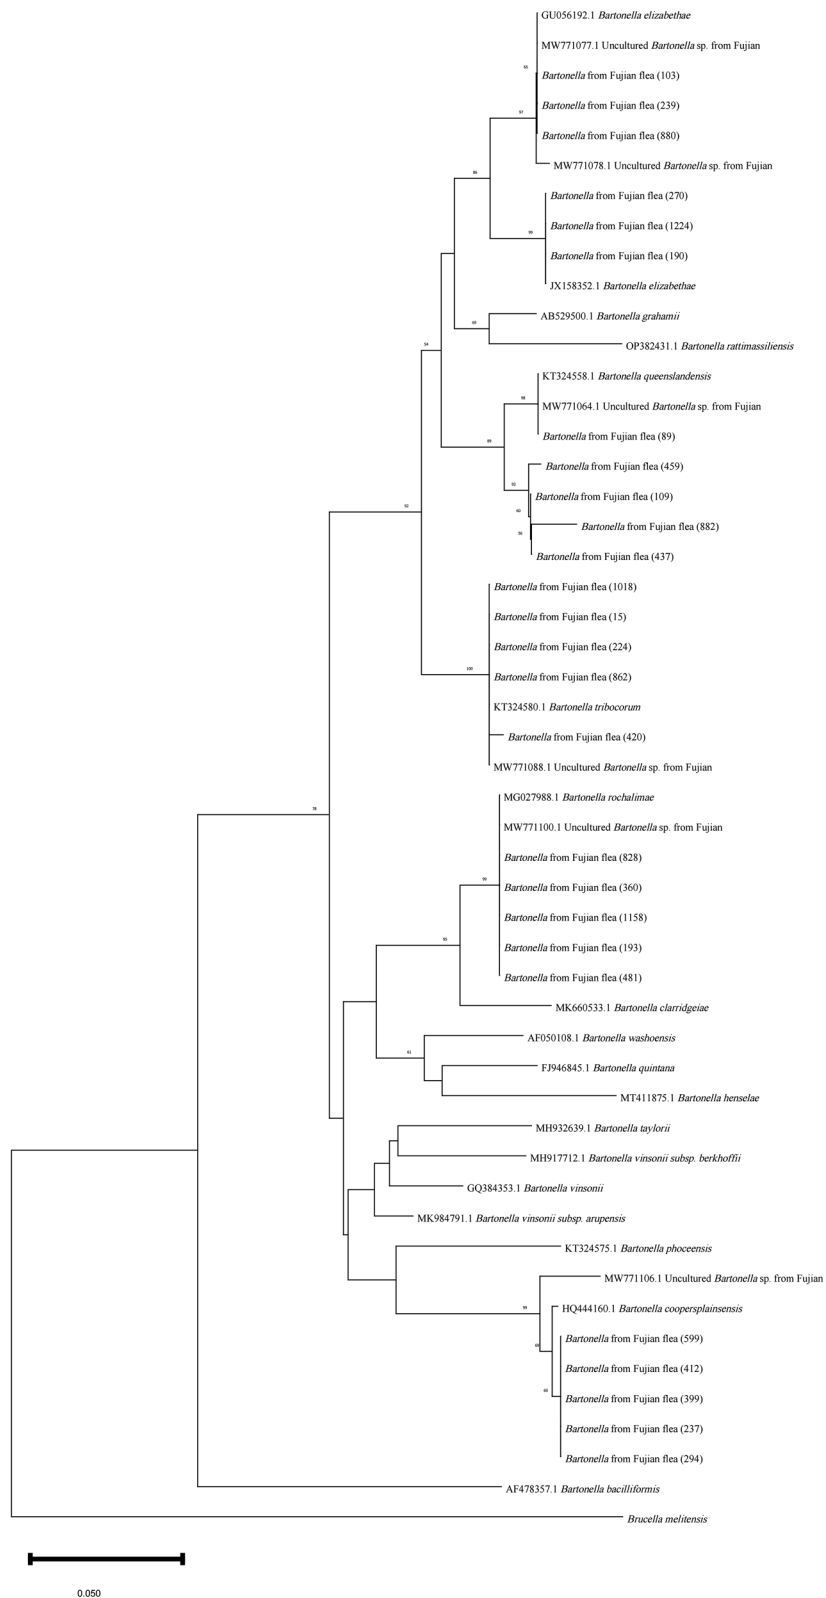 GU056192.1 Bartonella elizabethae
MW771077.1 Uncultured Bartonella sp. from Fujian
Bartonella from Fujian flea (103)
Bartonella from Fujian flea (239)
Bartonella from Fujian flea (880)
MW771078.1 Uncultured Bartonella sp. from Fujian
Bartonella from Fujian flea (270)
Bartonella from Fujian flea (1224)
Bartonella from Fujian flea (190)
JX158352.1 Bartonella elizabethae
AB529500.1 Bartonella grahamii
OP382431.1 Bartonella rattimassiliensis
KT324558.1 Bartonella queenslandensis
MW771064.1 Uncultured Bartonella sp. from Fujian
Bartonella from Fujian flea (89)
Bartonella from Fujian flea (459)
Bartonella from Fujian flea (109)
Bartonella from Fujian flea (882)
Bartonella from Fujian flea (437)
Bartonella from Fujian flea (1018)
Bartonella from Fujian flea (15)
Bartonella from Fujian flea (224)
Bartonella from Fujian flea (862)
KT324580.1 Bartonella tribocorum
Bartonella from Fujian flea (420)
MW771088.1 Uncultured Bartonella sp. from Fujian
MG027988.1 Bartonella rochalimae
MW771100.1 Uncultured Bartonella sp. from Fujian
Bartonella from Fujian flea (828)
Bartonella from Fujian flea (360)
Bartonella from Fujian flea (1158)
Bartonella from Fujian flea (193)
Bartonella from Fujian flea (481)
MK660533.1 Bartonella clarridgeiae
AF050108.1 Bartonella washoensis
FJ946845.1 Bartonella quintana
MT411875.1 Bartonella henselae
MH932639.1 Bartonella taylorii
MH917712.1 Bartonella vinsonii subsp. berkhoffii
GQ384353.1 Bartonella vinsonii
MK984791.1 Bartonella vinsonii subsp. arupensis
KT324575.1 Bartonella phoceensis
MW771106.1 Uncultured Bartonella sp. from Fujian
HQ444160.1 Bartonella coopersplainsensis
Bartonella from Fujian flea (599)
Bartonella from Fujian flea (412)
Bartonella from Fujian flea (399)
Bartonella from Fujian flea (237)
Bartonella from Fujian flea (294)
AF478357.1 Bartonella bacilliformis
Brucella melitensis
0.050